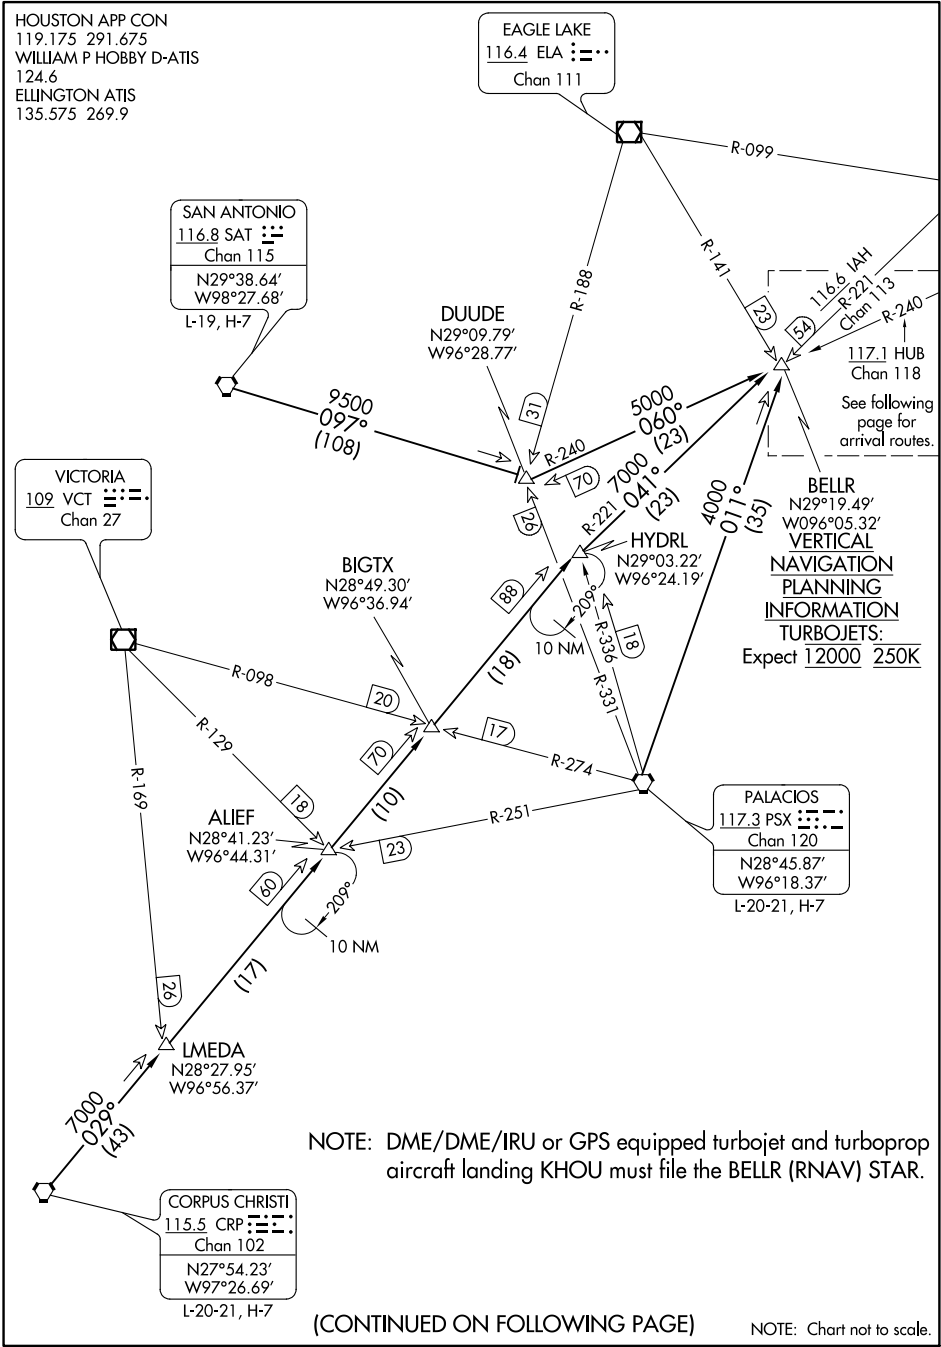 HOUSTON APP CON
119.175 291.675
WILLIAM P HOBBY D-ATIS
124.6
ELLINGTON ATIS
135.575 269.9
EAGLE LAKE
116.4 ELA
Chan 111
R-099
SAN ANTONIO
116.8 SAT
Chan 115
N29°38.64′
W98°27.68′
L-19, H-7
R-188
R-141
23
54
116.6 IAH
R-221
Chan 113
R-240
117.1 HUB
Chan 118
See following
page for
arrival routes.
DUUDE
N29°09.79′
W96°28.77′
9500
097°
(108)
31
R-240
70
5000
060°
(23)
7000
041°
(23)
R-221
4000
011°
(35)
BELLR
N29°19.49′
W096°05.32′
VERTICAL
NAVIGATION
PLANNING
INFORMATION
TURBOJETS:
Expect 12000 250K
VICTORIA
109 VCT
Chan 27
26
HYDRL
N29°03.22′
W96°24.19′
BIGTX
N28°49.30′
W96°36.94′
88
209°
10 NM
R-336
18
R-331
(18)
R-098
20
R-129
R-169
17
R-274
70
(10)
18
ALIEF
N28°41.23′
W96°44.31′
R-251
23
60
209°
10 NM
PALACIOS
117.3 PSX
Chan 120
N28°45.87′
W96°18.37′
L-20-21, H-7
(17)
26
LMEDA
N28°27.95′
W96°56.37′
7000
029°
(43)
NOTE: DME/DME/IRU or GPS equipped turbojet and turboprop
aircraft landing KHOU must file the BELLR (RNAV) STAR.
CORPUS CHRISTI
115.5 CRP
Chan 102
N27°54.23′
W97°26.69′
L-20-21, H-7
(CONTINUED ON FOLLOWING PAGE)
NOTE: Chart not to scale.